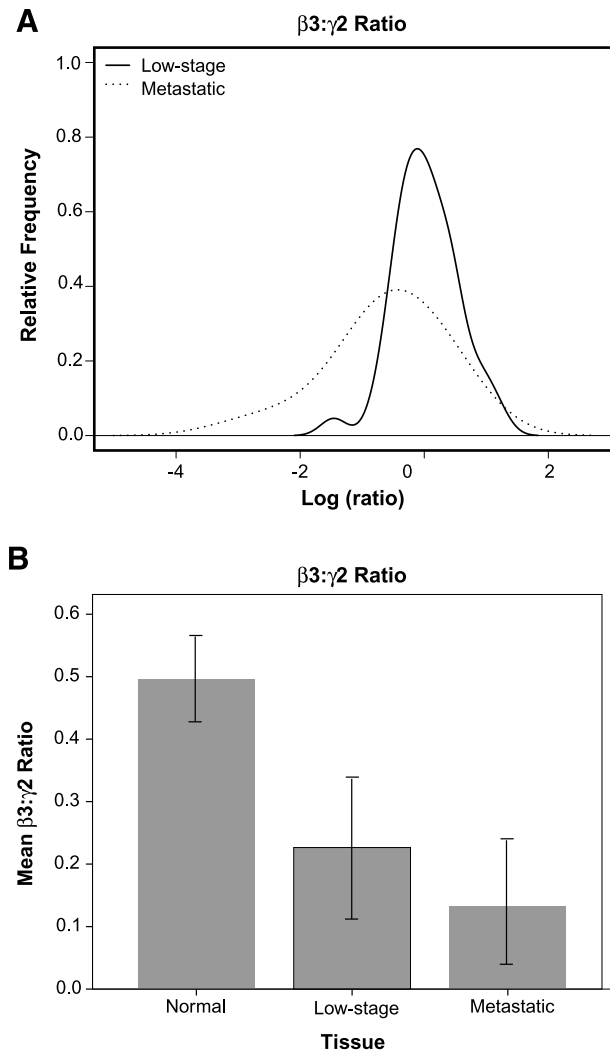 A
β3:γ2 Ratio
Low-stage
Metastatic
1.0
0.8
0.6
0.4
0.2
0.0
Relative Frequency
-4
-2
0
2
Log (ratio)
B
β3:γ2 Ratio
0.6
0.5
0.4
0.3
0.2
0.1
0.0
Mean β3:γ2 Ratio
Normal
Low-stage
Metastatic
Tissue